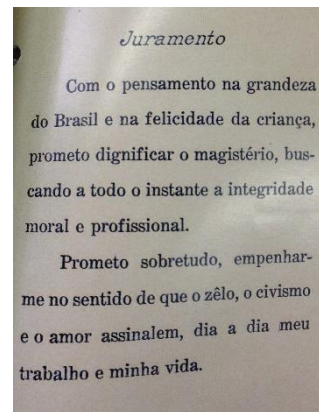 Juramento
Com o pensamento na grandeza
do Brasil e na felicidade da criança,
prometo dignificar o magistério, bus-
cando a todo o instante a integridade
moral e profissional.
Prometo sobretudo, empenhar-
me no sentido de que o zêlo, o civismo
e o amor assinalem, dia a dia meu
trabalho e minha vida.